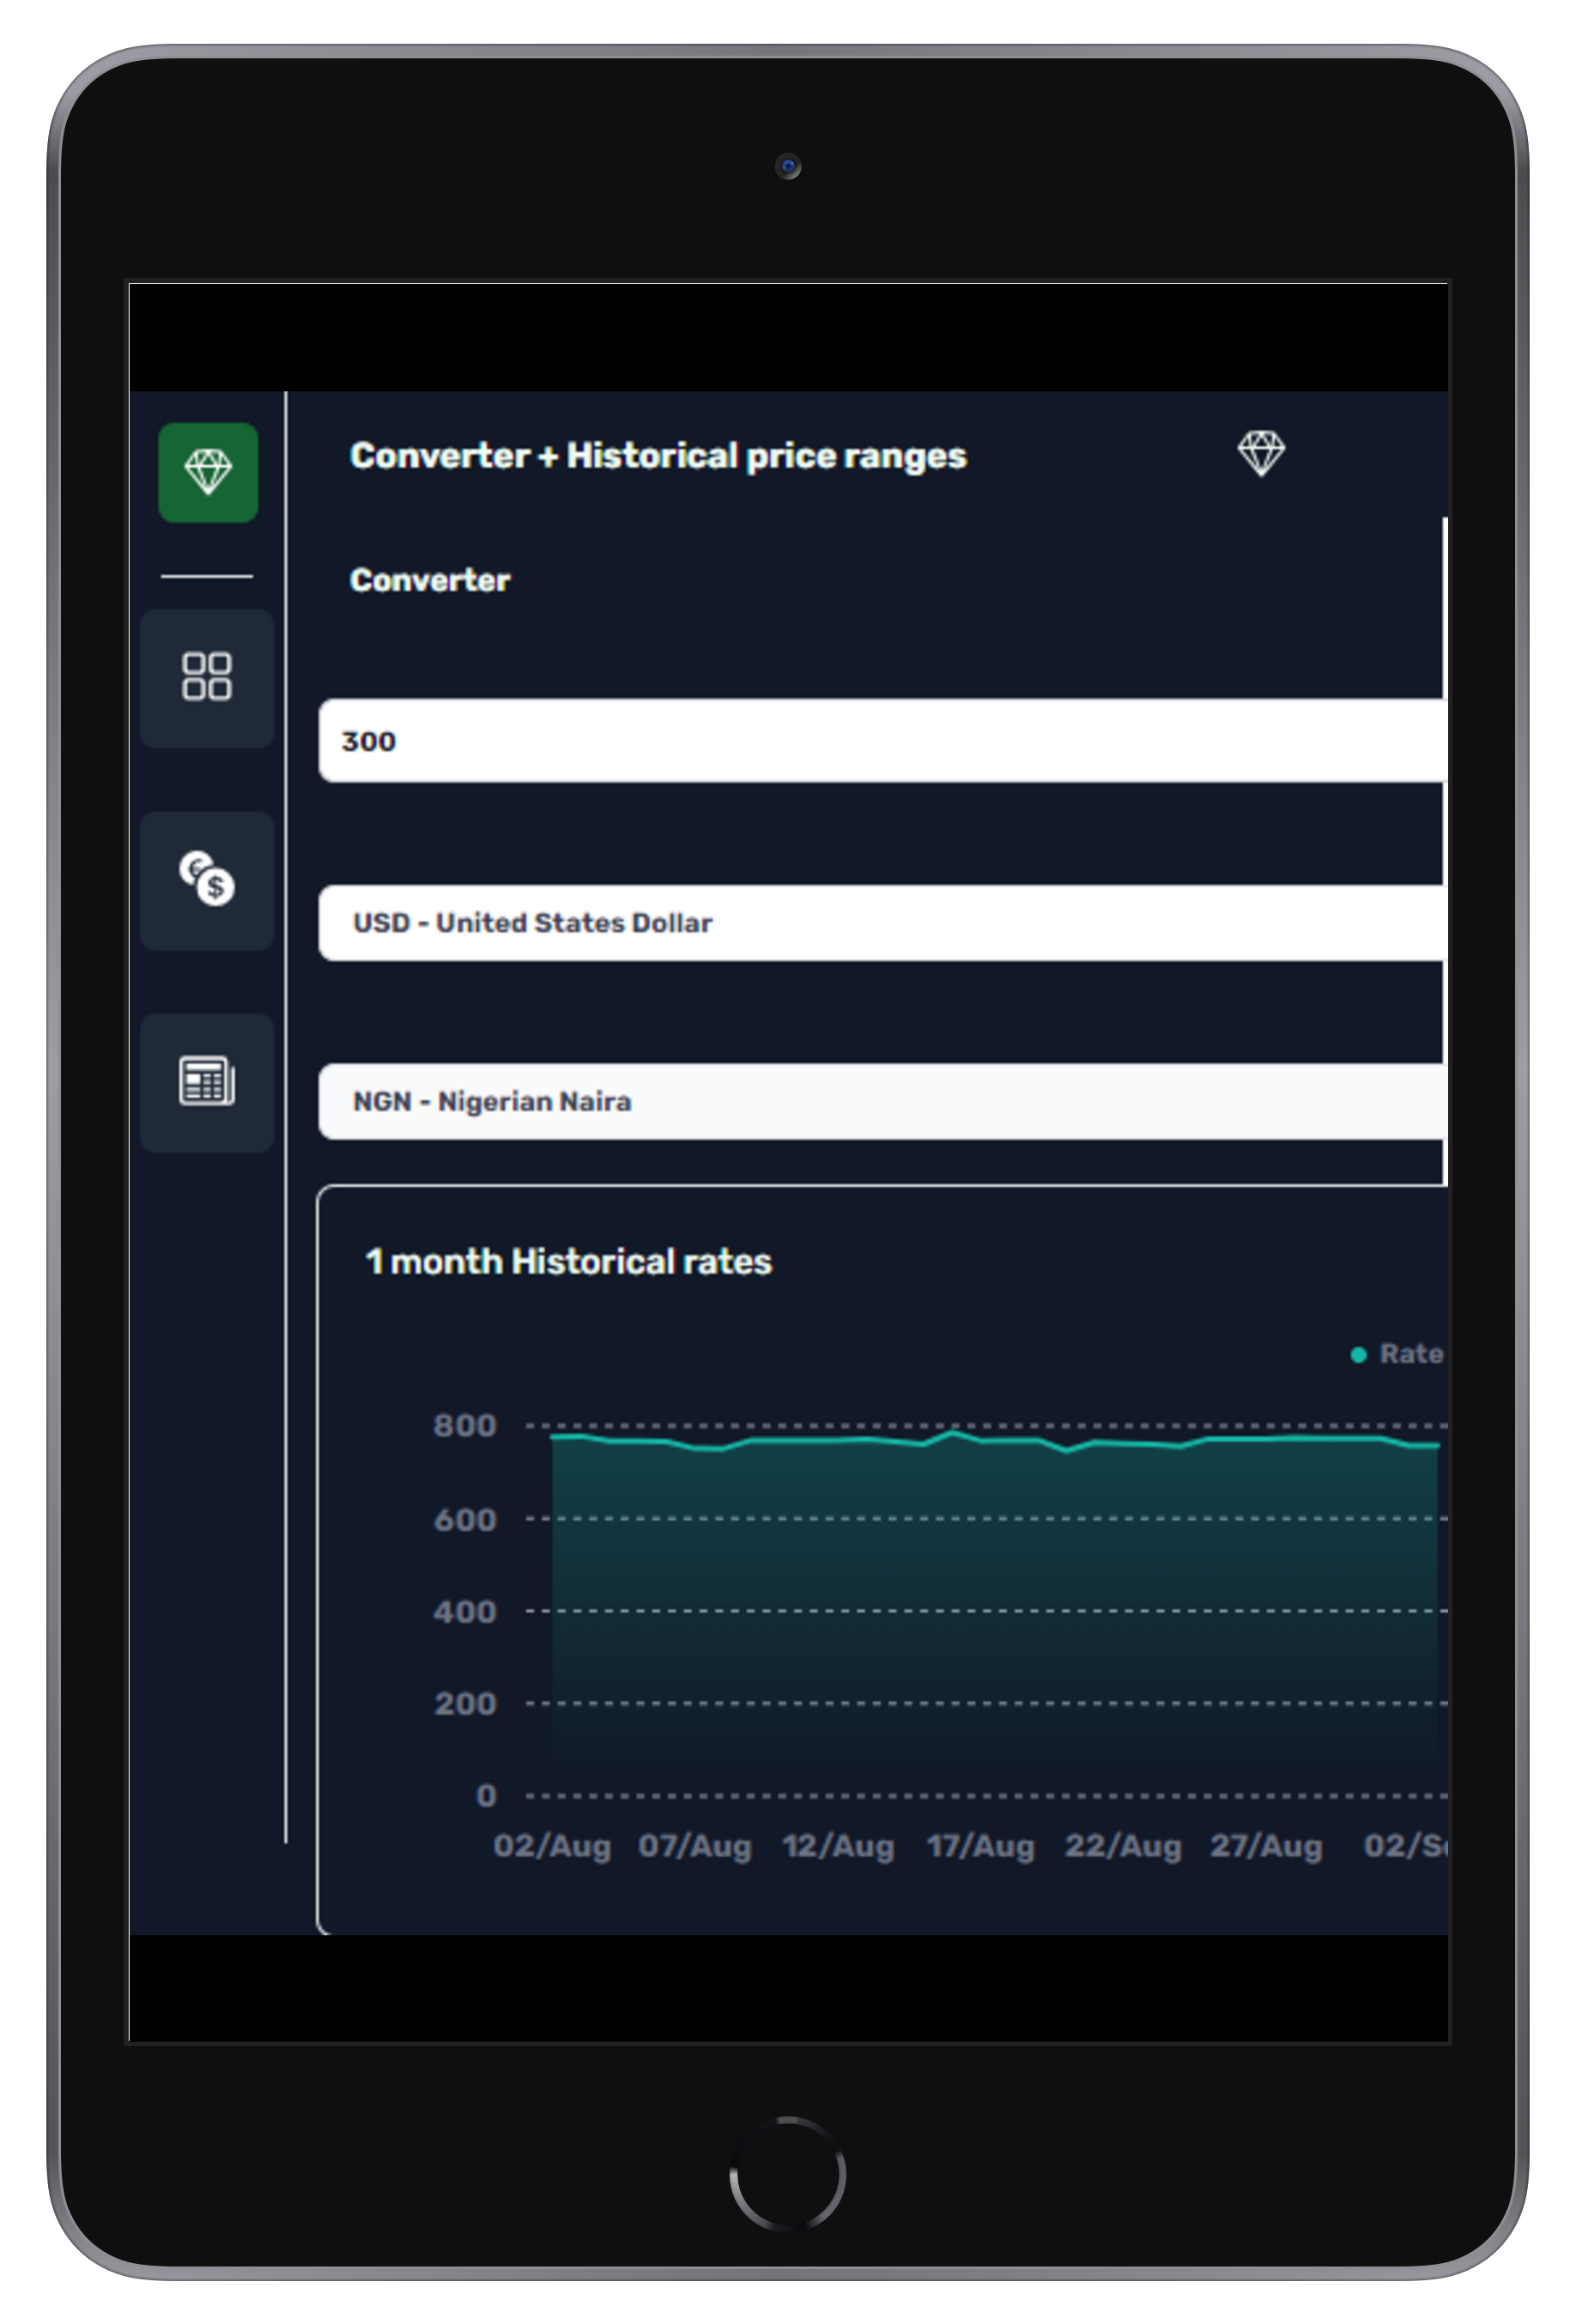 Converter + Historical price ranges
Converter
300
USD - United States Dollar
NGN - Nigerian Naira
1 month Historical rates
Rate
800
600
400
200
0
02/Aug 07/Aug 12/Aug 17/Aug 22/Aug 27/Aug 02/S